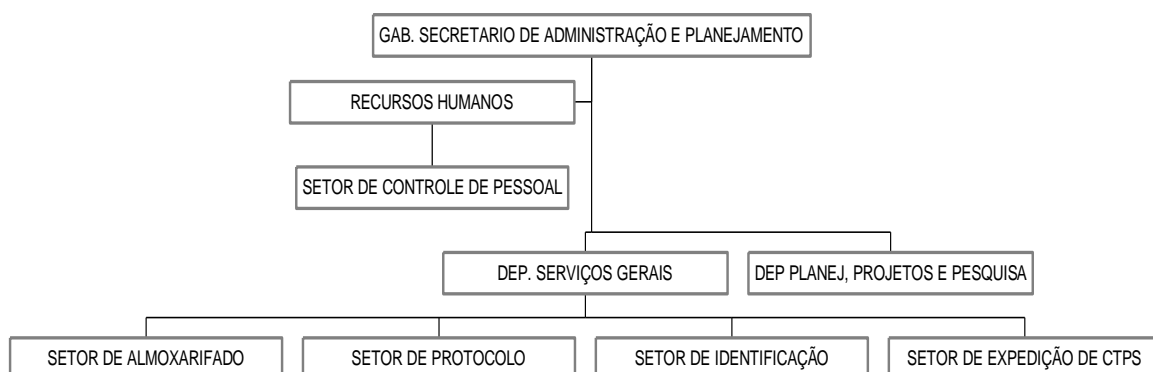 GAB. SECRETARIO DE ADMINISTRAÇÃO E PLANEJAMENTO
RECURSOS HUMANOS
SETOR DE CONTROLE DE PESSOAL
DEP. SERVIÇOS GERAIS
DEP PLANEJ, PROJETOS E PESQUISA
SETOR DE ALMOXARIFADO
SETOR DE PROTOCOLO
SETOR DE IDENTIFICAÇÃO
SETOR DE EXPEDIÇÃO DE CTPS